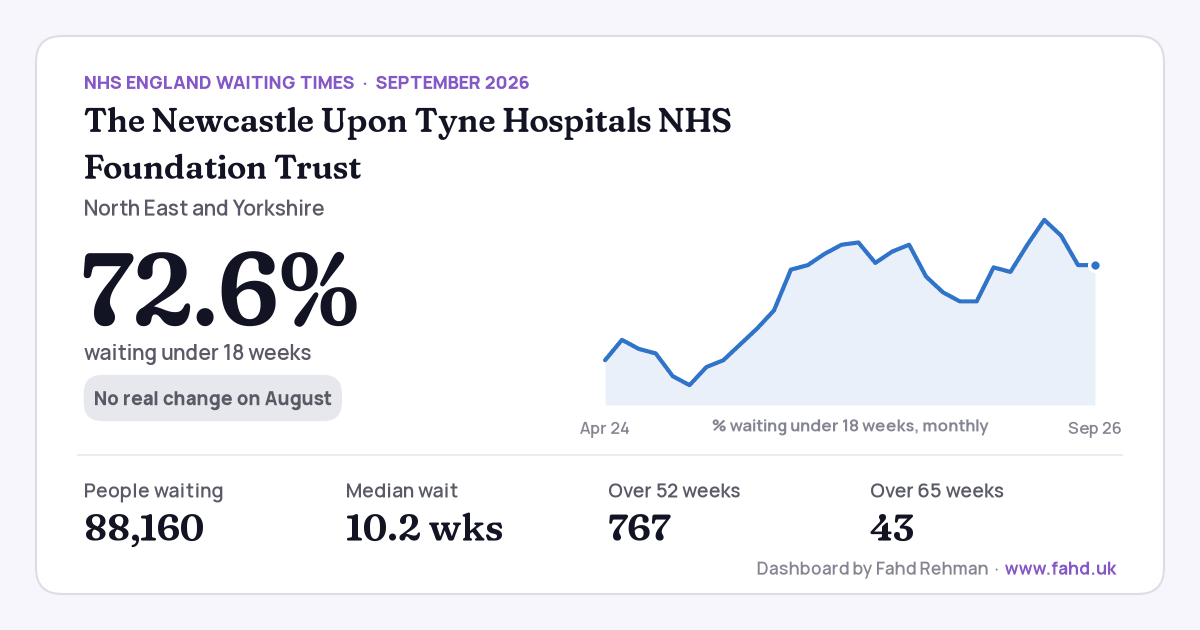 NHS ENGLAND WAITING TIMES · SEPTEMBER 2026
The Newcastle Upon Tyne Hospitals NHS
Foundation Trust
North East and Yorkshire
72.6%
waiting under 18 weeks
No real change on August
Apr 24
% waiting under 18 weeks, monthly
Sep 26
People waiting
88,160
Median wait
10.2 wks
Over 52 weeks
767
Over 65 weeks
43
Dashboard by Fahd Rehman · www.fahd.uk